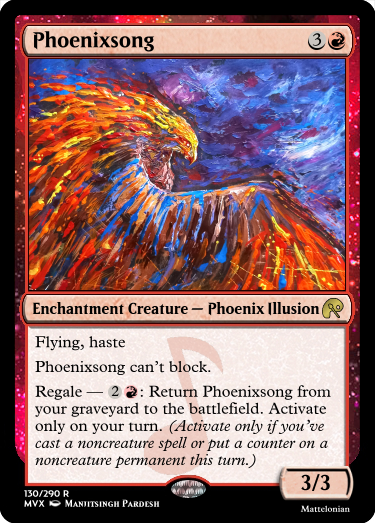 Phoenixsong 3
Enchantment Creature — Phoenix Illusion
Flying, haste
Phoenixsong can't block.
Regale — 2 : Return Phoenixsong from
your graveyard to the battlefield. Activate
only on your turn. (Activate only if you've
cast a noncreature spell or put a counter on
a noncreature permanent this turn.)
3/3
130/290 R
MVX Manjitsingh Pardesh
Mattelonian